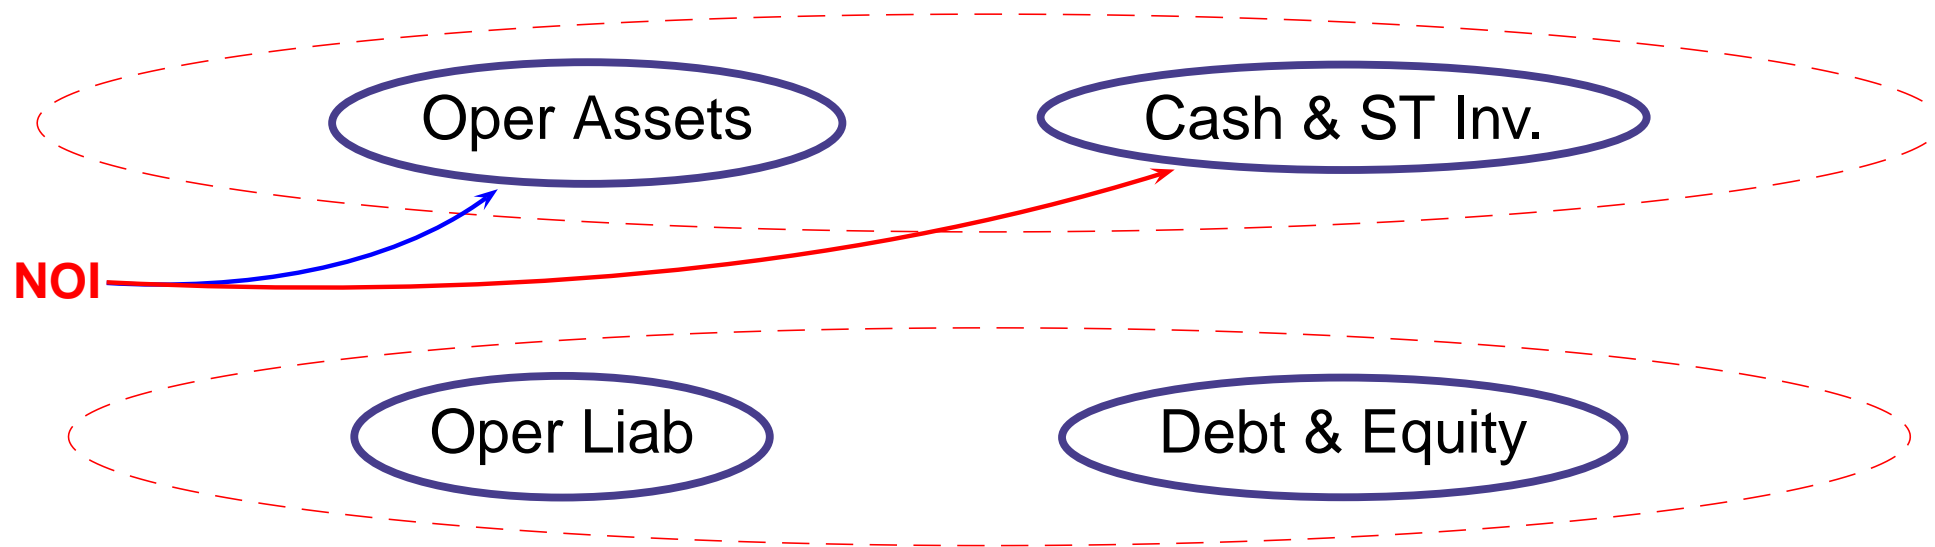 Oper Assets
Cash & ST Inv.
NOI
Oper Liab
Debt & Equity